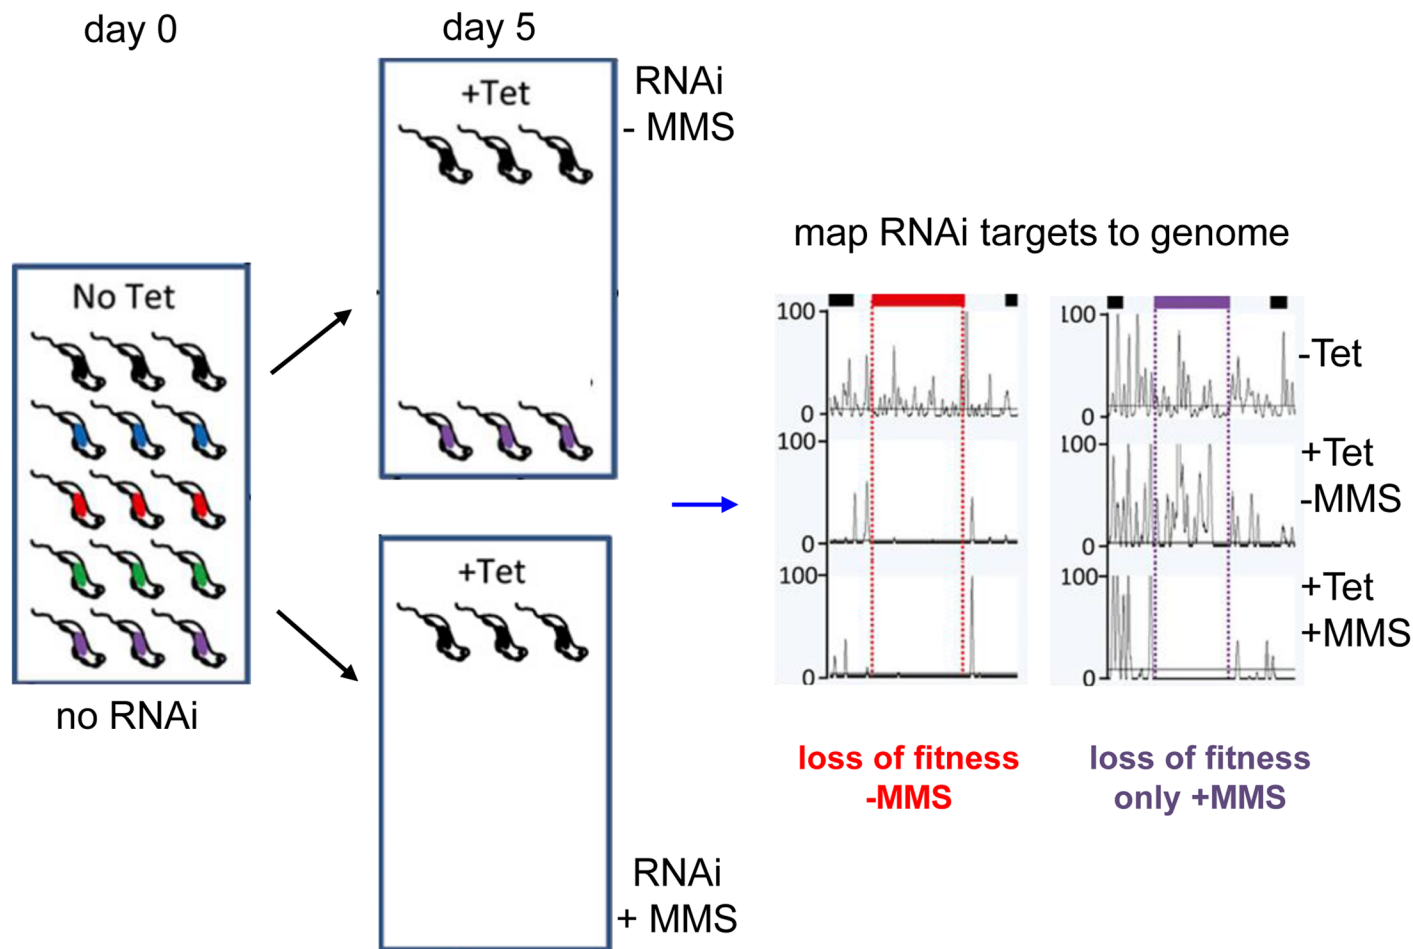 day 0
day 5
+Tet
RNAi
- MMS
No Tet
no RNAi
+Tet
RNAi
+ MMS
map RNAi targets to genome
100
0
100
0
100
0
100
0
100
0
100
0
-Tet
+Tet
-MMS
+Tet
+MMS
loss of fitness
-MMS
loss of fitness
only +MMS